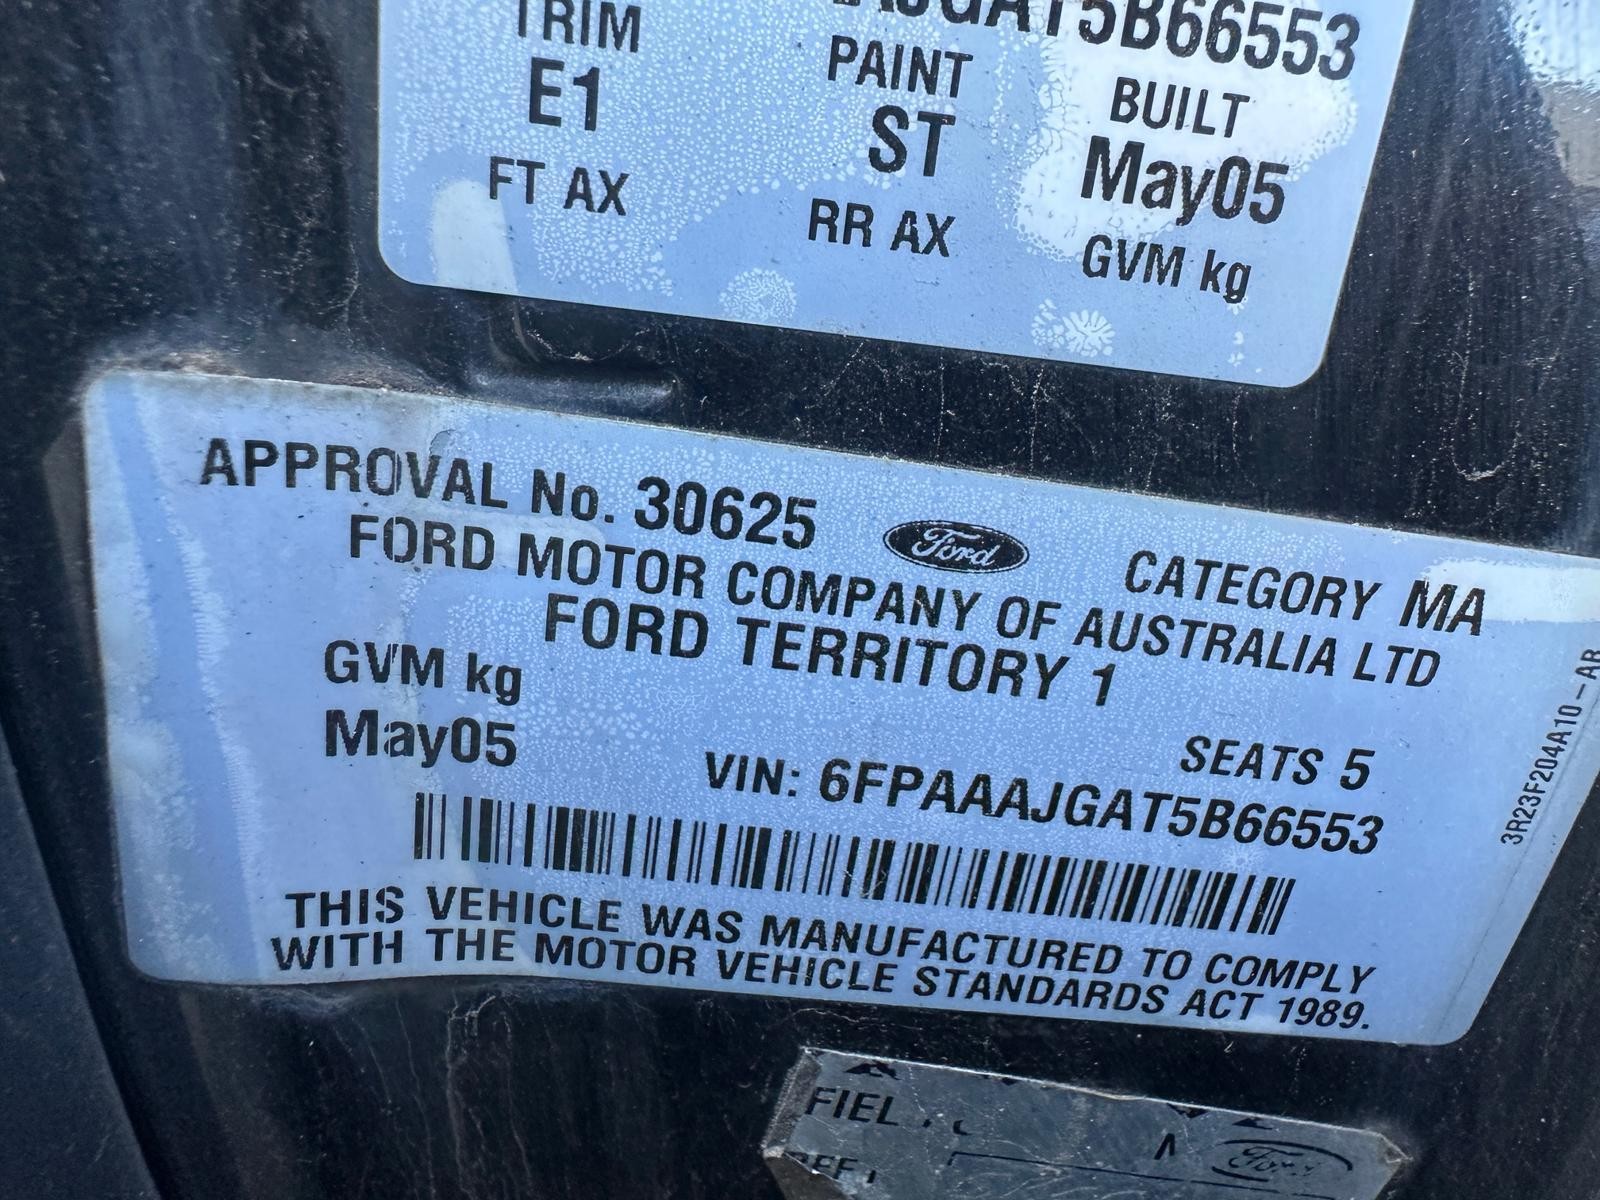 AJGAT5B66553
TRIM PAINT BUILT
E1 ST May05
FT AX RR AX GVM kg
APPROVAL No. 30625 Ford CATEGORY MA
FORD MOTOR COMPANY OF AUSTRALIA LTD
FORD TERRITORY 1
GVM kg
May05 SEATS 5
VIN: 6FPAAAJGAT5B66553
THIS VEHICLE WAS MANUFACTURED TO COMPLY
WITH THE MOTOR VEHICLE STANDARDS ACT 1989.
3R23F204A10-AB
FIEL
Ford